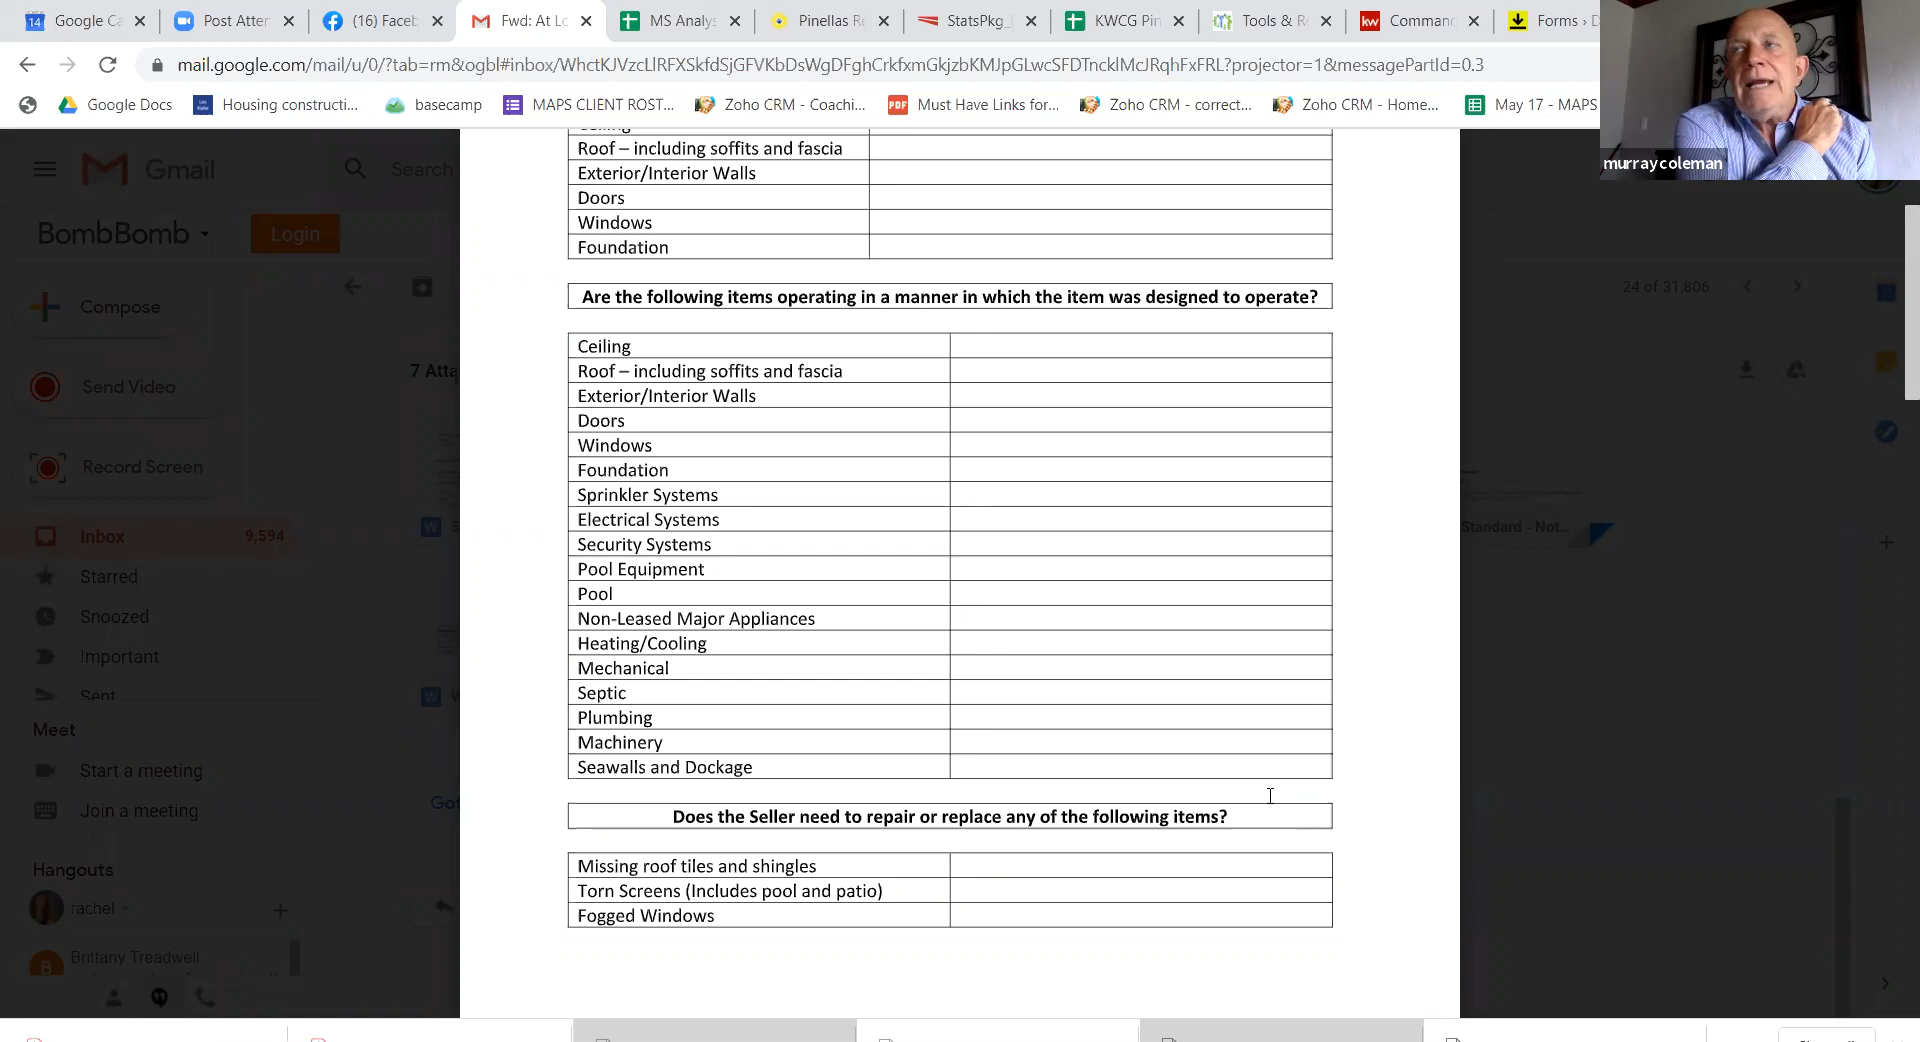 Google Ca
Post Atter
(16) Faceb
Fwd: At Lo
MS Analys
Pinellas R
StatsPkg_
KWCG Pin
Tools & Re
Comman
Forms › D
mail.google.com/mail/u/0/?tab=rm&ogbl#inbox/WhctKJVzcLlRFXSkfdSjGFVKbDsWgDFghCrkfxmGkjzbKMJpGLwcSFDTncklMcJRqhFxFRL?projector=1&messagePartId=0.3
Google Docs
Housing constructi...
basecamp
MAPS CLIENT ROST...
Zoho CRM - Coachi...
Must Have Links for...
Zoho CRM - correct...
Zoho CRM - Home...
May 17 - MAPS
murray coleman
Gmail
Search
BombBomb
Login
Compose
Send Video
Record Screen
Inbox 9,594
Starred
Snoozed
Important
Sent
Meet
Start a meeting
Join a meeting
Hangouts
rachel
Brittany Treadwell
7 Atta
24 of 31,806
Standard - Not...
Ceiling
Roof – including soffits and fascia
Exterior/Interior Walls
Doors
Windows
Foundation
Are the following items operating in a manner in which the item was designed to operate?
Ceiling
Roof – including soffits and fascia
Exterior/Interior Walls
Doors
Windows
Foundation
Sprinkler Systems
Electrical Systems
Security Systems
Pool Equipment
Pool
Non-Leased Major Appliances
Heating/Cooling
Mechanical
Septic
Plumbing
Machinery
Seawalls and Dockage
Does the Seller need to repair or replace any of the following items?
Missing roof tiles and shingles
Torn Screens (Includes pool and patio)
Fogged Windows